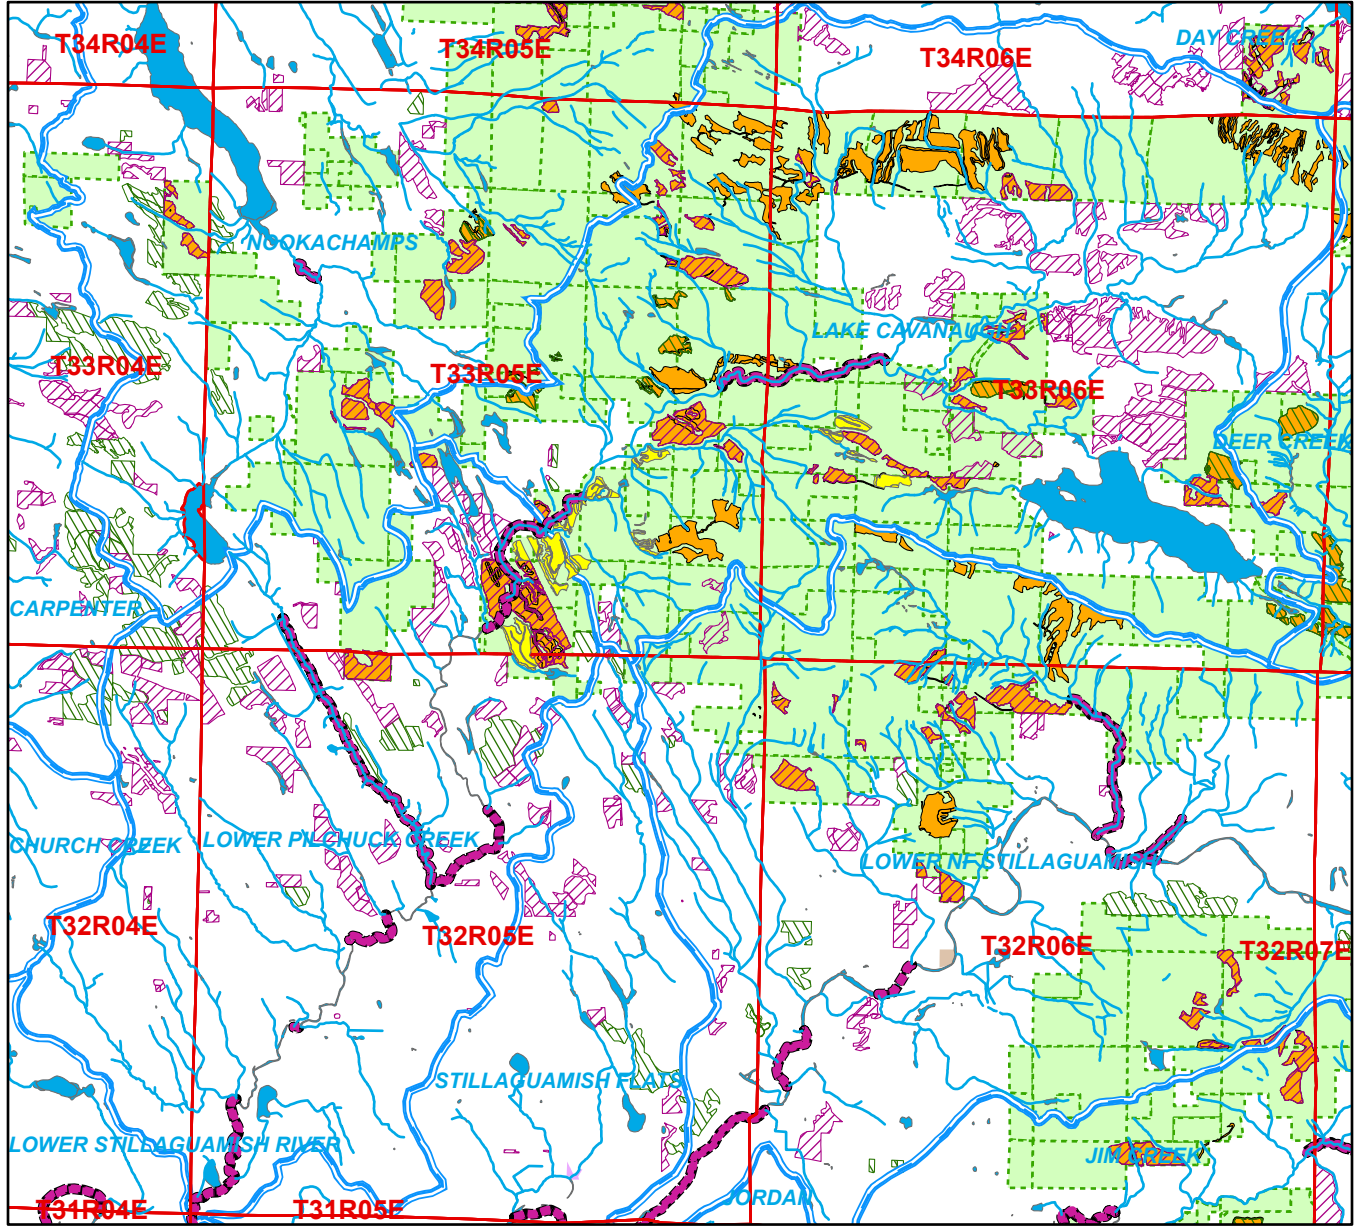 T34R04E
T34R05E
T34R06E
DAY CREEK
NOOKACHAMPS
LAKE CAVANAUGH
T33R04E
T33R05E
T33R06E
DEER CREEK
CARPENTER
CHURCH CREEK
LOWER PILCHUCK CREEK
LOWER NF STILLAGUAMISH
T32R04E
T32R05E
T32R06E
T32R07E
STILLAGUAMISH FLATS
LOWER STILLAGUAMISH RIVER
JIM CREEK
JORDAN
T31R04E
T31R05E